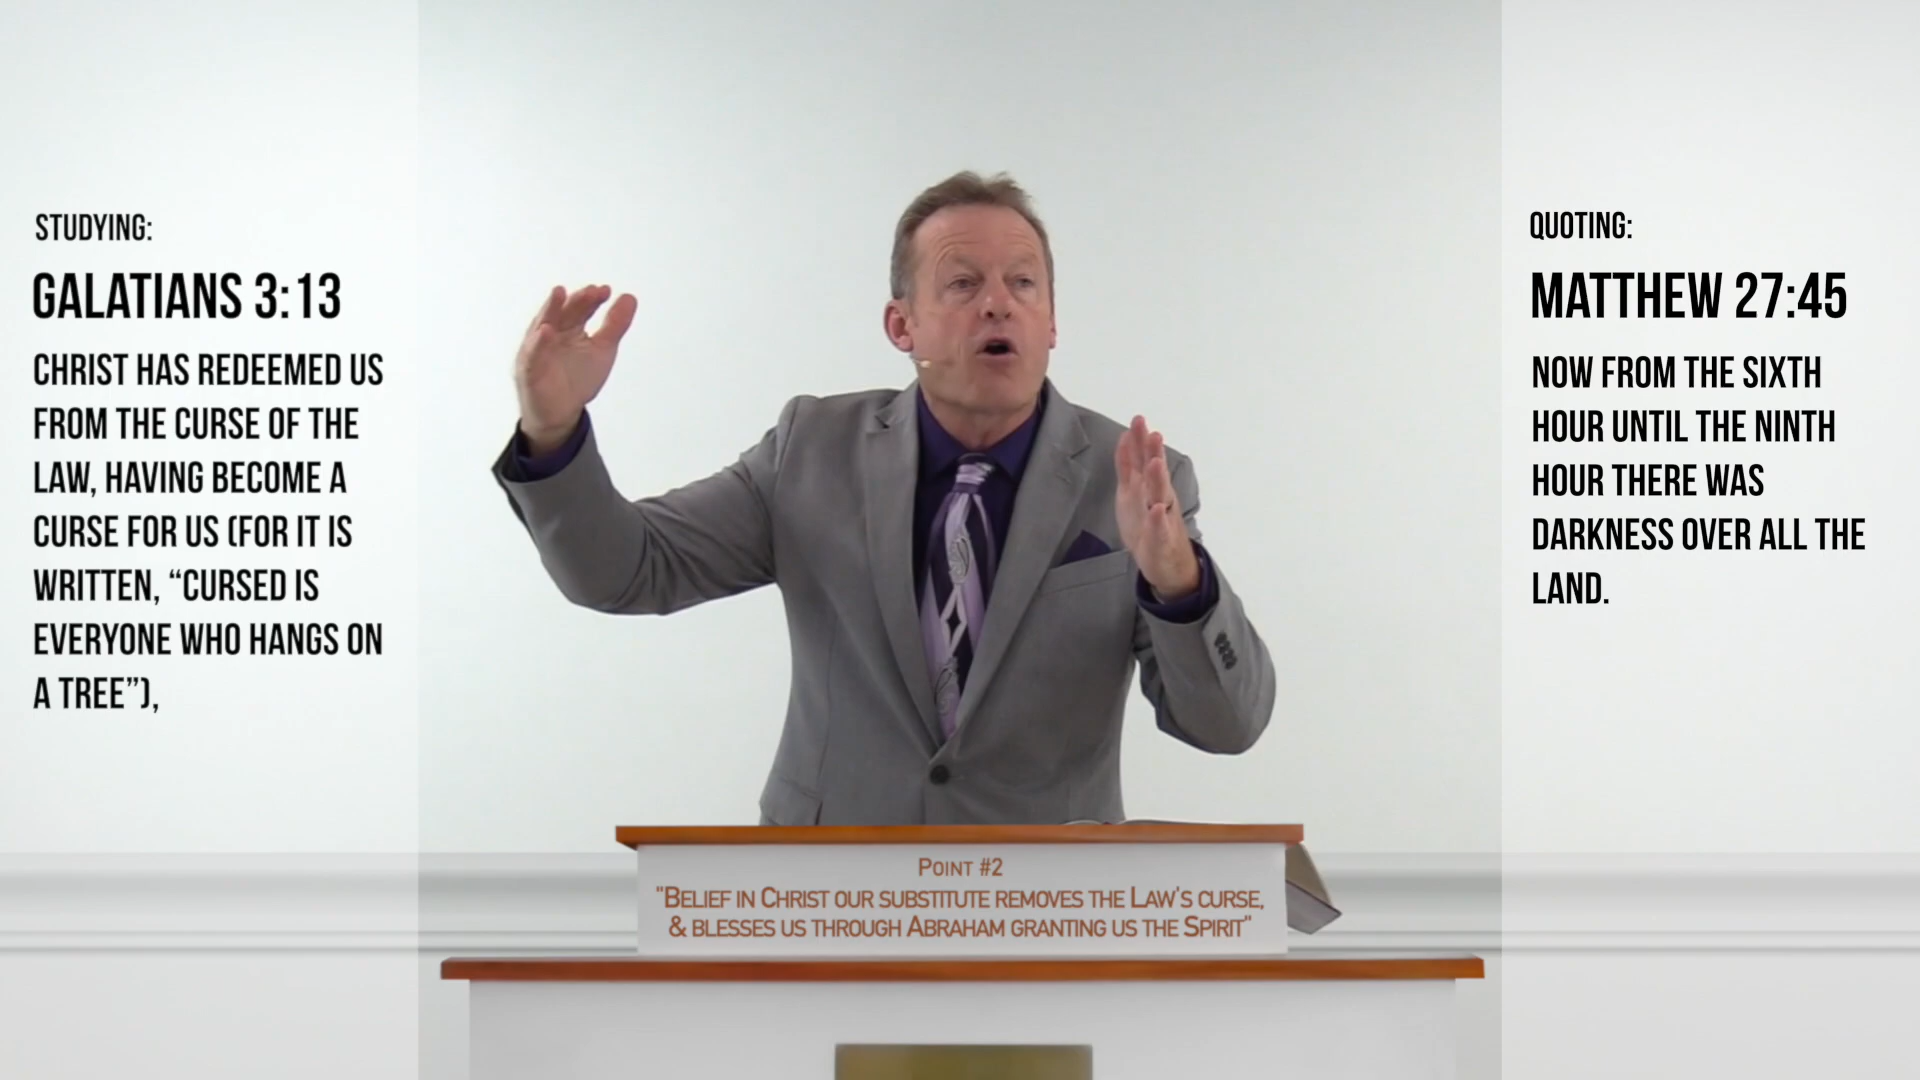 STUDYING:
GALATIANS 3:13
CHRIST HAS REDEEMED US
FROM THE CURSE OF THE
LAW, HAVING BECOME A
CURSE FOR US (FOR IT IS
WRITTEN, “CURSED IS
EVERYONE WHO HANGS ON
A TREE”),
QUOTING:
MATTHEW 27:45
NOW FROM THE SIXTH
HOUR UNTIL THE NINTH
HOUR THERE WAS
DARKNESS OVER ALL THE
LAND.
POINT #2
"BELIEF IN CHRIST OUR SUBSTITUTE REMOVES THE LAW'S CURSE,
& BLESSES US THROUGH ABRAHAM GRANTING US THE SPIRIT"